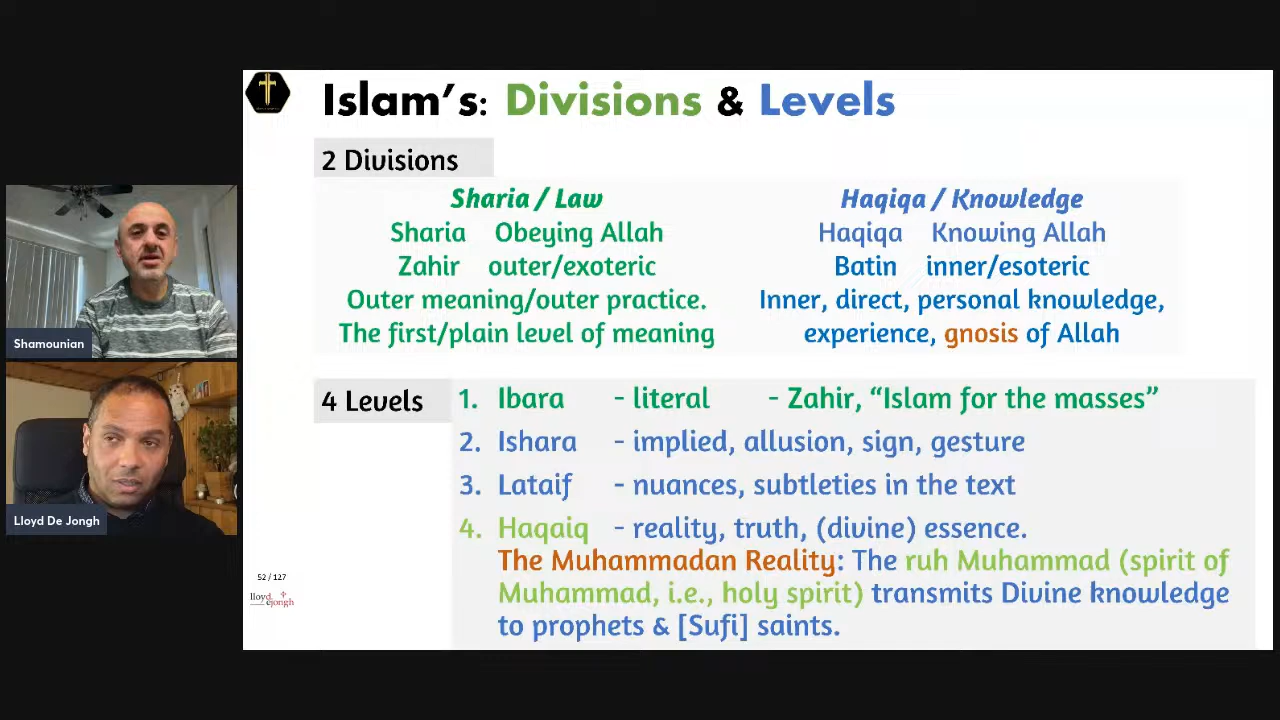 Islam's: Divisions & Levels
2 Divisions
Sharia / Law
Sharia Obeying Allah
Zahir outer/exoteric
Outer meaning/outer practice.
The first/plain level of meaning
Haqiqa / Knowledge
Haqiqa Knowing Allah
Batin inner/esoteric
Inner, direct, personal knowledge,
experience, gnosis of Allah
4 Levels
1. Ibara - literal - Zahir, “Islam for the masses”
2. Ishara - implied, allusion, sign, gesture
3. Lataif - nuances, subtleties in the text
4. Haqaiq - reality, truth, (divine) essence.
The Muhammadan Reality: The ruh Muhammad (spirit of
Muhammad, i.e., holy spirit) transmits Divine knowledge
to prophets & [Sufi] saints.
Shamounian
Lloyd De Jongh
52 / 127
lloyd
dejongh